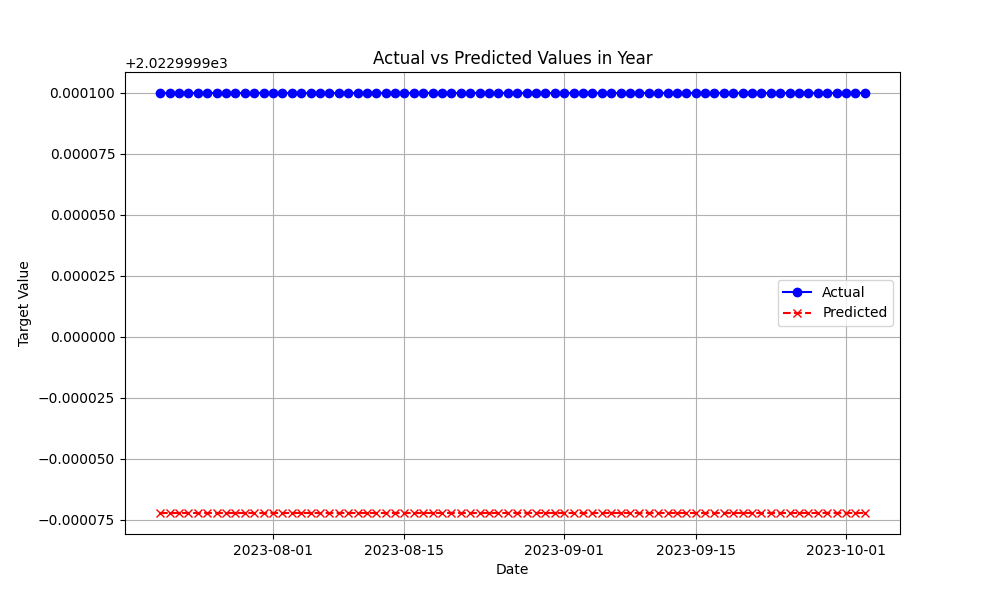 Actual vs Predicted Values in Year
+2.0229999e3
0.000100
0.000075
0.000050
0.000025
0.000000
−0.000025
−0.000050
−0.000075
Target Value
Actual
Predicted
2023-08-01 2023-08-15 2023-09-01 2023-09-15 2023-10-01
Date